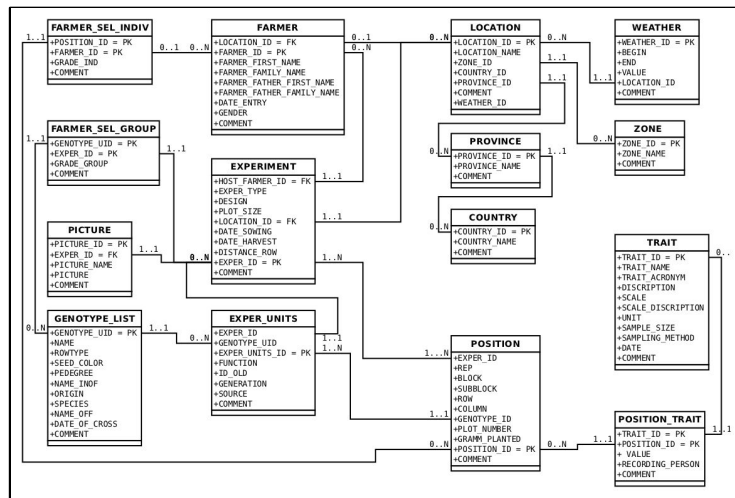 FARMER_SEL_INDIV
+POSITION_ID = PK
+FARMER_ID = PK
+GRADE_IND
+COMMENT
1..1
0..1
0..N
FARMER
+LOCATION_ID = FK
+FARMER_ID = PK
+FARMER_FIRST_NAME
+FARMER_FAMILY_NAME
+FARMER_FATHER_FIRST_NAME
+FARMER_FATHER_FAMILY_NAME
+DATE_ENTRY
+GENDER
+COMMENT
0..1
0..N
0..N
LOCATION
+LOCATION_ID = PK
+LOCATION_NAME
+ZONE_ID
+COUNTRY_ID
+PROVINCE_ID
+COMMENT
+WEATHER_ID
0..N
1..1
1..1
1..1
WEATHER
+WEATHER_ID = PK
+BEGIN
+END
+VALUE
+LOCATION_ID
+COMMENT
FARMER_SEL_GROUP
+GENOTYPE_UID = PK
+EXPER_ID = PK
+GRADE_GROUP
+COMMENT
1..1
1..1
EXPERIMENT
+HOST_FARMER_ID = FK
+EXPER_TYPE
+DESIGN
+PLOT_SIZE
+LOCATION_ID = FK
+DATE_SOWING
+DATE_HARVEST
+DISTANCE_ROW
+EXPER_ID = PK
+COMMENT
1..1
1..1
1..N
0..N
PROVINCE
+PROVINCE_ID = PK
+PROVINCE_NAME
+COMMENT
0..N
1..1
ZONE
+ZONE_ID = PK
+ZONE_NAME
+COMMENT
0..N
COUNTRY
+COUNTRY_ID = PK
+COUNTRY_NAME
+COMMENT
0..N
PICTURE
+PICTURE_ID = PK
+EXPER_ID = FK
+PICTURE_NAME
+PICTURE
+COMMENT
1..1
TRAIT
+TRAIT_ID = PK
+TRAIT_NAME
+TRAIT_ACRONYM
+DISCRIPTION
+SCALE
+SCALE_DISCRIPTION
+UNIT
+SAMPLE_SIZE
+SAMPLING_METHOD
+DATE
+COMMENT
0..
GENOTYPE_LIST
+GENOTYPE_UID = PK
+NAME
+ROWTYPE
+SEED_COLOR
+PEDEGREE
+NAME_INOF
+ORIGIN
+SPECIES
+NAME_OFF
+DATE_OF_CROSS
+COMMENT
0..N
1..1
0..N
EXPER_UNITS
+EXPER_ID
+GENOTYPE_UID
+EXPER_UNITS_ID = PK
+FUNCTION
+ID_OLD
+GENERATION
+SOURCE
+COMMENT
1..1
1..N
POSITION
+EXPER_ID
+REP
+BLOCK
+SUBBLOCK
+ROW
+COLUMN
+GENOTYPE_ID
+PLOT_NUMBER
+GRAMM_PLANTED
+POSITION_ID = PK
+COMMENT
1...N
1..1
0..N
0..N
POSITION_TRAIT
+TRAIT_ID = PK
+POSITION_ID = PK
+ VALUE
+RECORDING_PERSON
+COMMENT
1..1
1..1